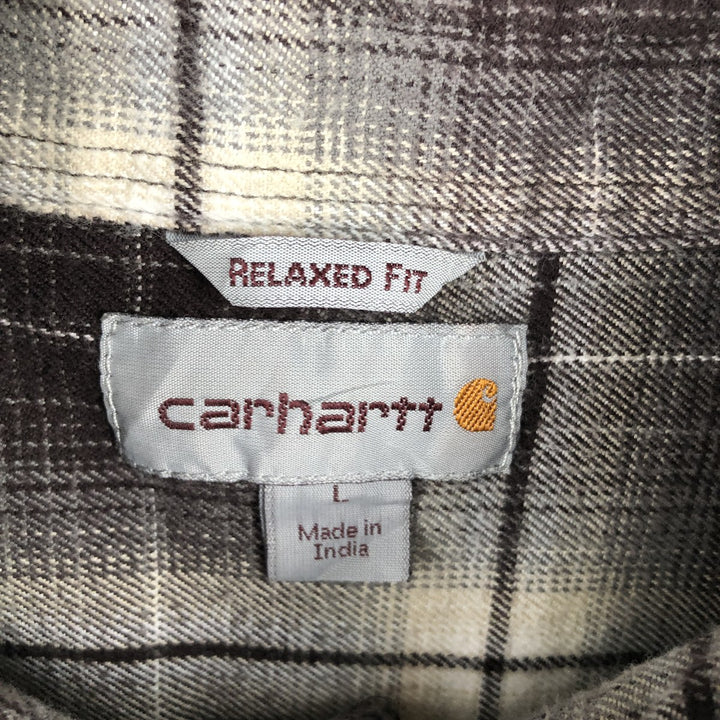 RELAXED FIT
carhartt
L
Made in
India